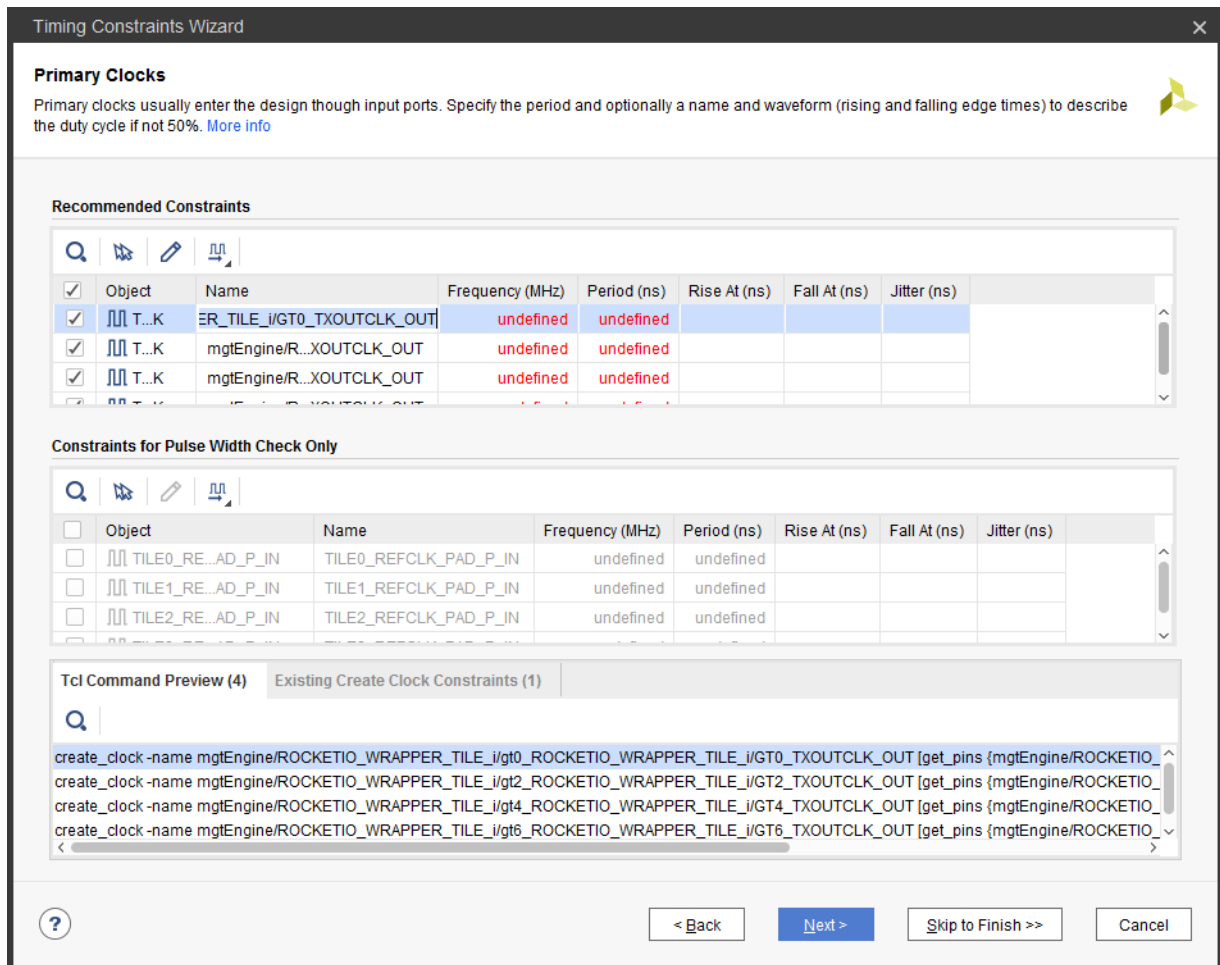 Timing Constraints Wizard
Primary Clocks
Primary clocks usually enter the design though input ports. Specify the period and optionally a name and waveform (rising and falling edge times) to describe
the duty cycle if not 50%. More info
Recommended Constraints
Object Name Frequency (MHz) Period (ns) Rise At (ns) Fall At (ns) Jitter (ns)
T...K ER_TILE_i/GT0_TXOUTCLK_OUT undefined undefined
T...K mgtEngine/R...XOUTCLK_OUT undefined undefined
T...K mgtEngine/R...XOUTCLK_OUT undefined undefined
Constraints for Pulse Width Check Only
Object Name Frequency (MHz) Period (ns) Rise At (ns) Fall At (ns) Jitter (ns)
TILE0_RE...AD_P_IN TILE0_REFCLK_PAD_P_IN undefined undefined
TILE1_RE...AD_P_IN TILE1_REFCLK_PAD_P_IN undefined undefined
TILE2_RE...AD_P_IN TILE2_REFCLK_PAD_P_IN undefined undefined
Tcl Command Preview (4) Existing Create Clock Constraints (1)
create_clock -name mgtEngine/ROCKETIO_WRAPPER_TILE_i/gt0_ROCKETIO_WRAPPER_TILE_i/GT0_TXOUTCLK_OUT [get_pins {mgtEngine/ROCKETIO_
create_clock -name mgtEngine/ROCKETIO_WRAPPER_TILE_i/gt2_ROCKETIO_WRAPPER_TILE_i/GT2_TXOUTCLK_OUT [get_pins {mgtEngine/ROCKETIO_
create_clock -name mgtEngine/ROCKETIO_WRAPPER_TILE_i/gt4_ROCKETIO_WRAPPER_TILE_i/GT4_TXOUTCLK_OUT [get_pins {mgtEngine/ROCKETIO_
create_clock -name mgtEngine/ROCKETIO_WRAPPER_TILE_i/gt6_ROCKETIO_WRAPPER_TILE_i/GT6_TXOUTCLK_OUT [get_pins {mgtEngine/ROCKETIO_
? < Back Next > Skip to Finish >> Cancel